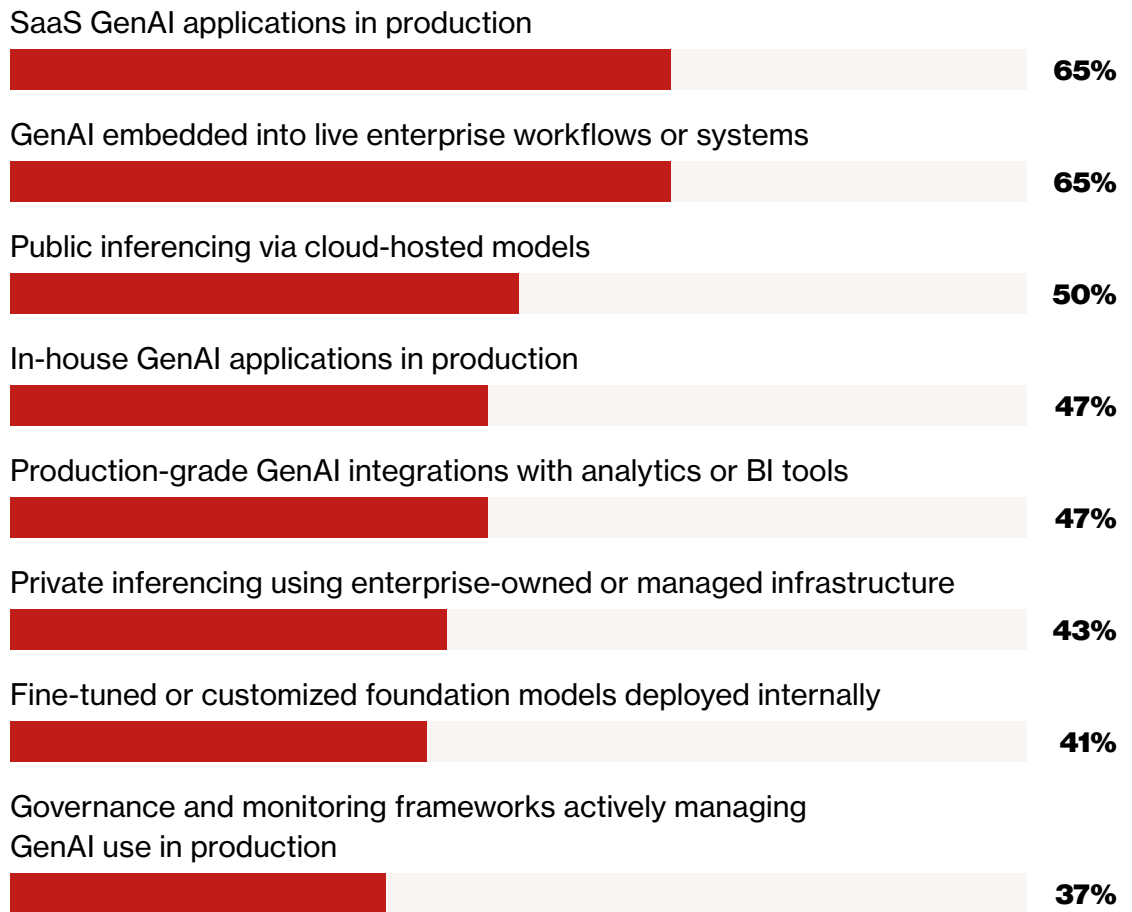 SaaS GenAI applications in production
65%
GenAI embedded into live enterprise workflows or systems
65%
Public inferencing via cloud-hosted models
50%
In-house GenAI applications in production
47%
Production-grade GenAI integrations with analytics or BI tools
47%
Private inferencing using enterprise-owned or managed infrastructure
43%
Fine-tuned or customized foundation models deployed internally
41%
Governance and monitoring frameworks actively managing
GenAI use in production
37%